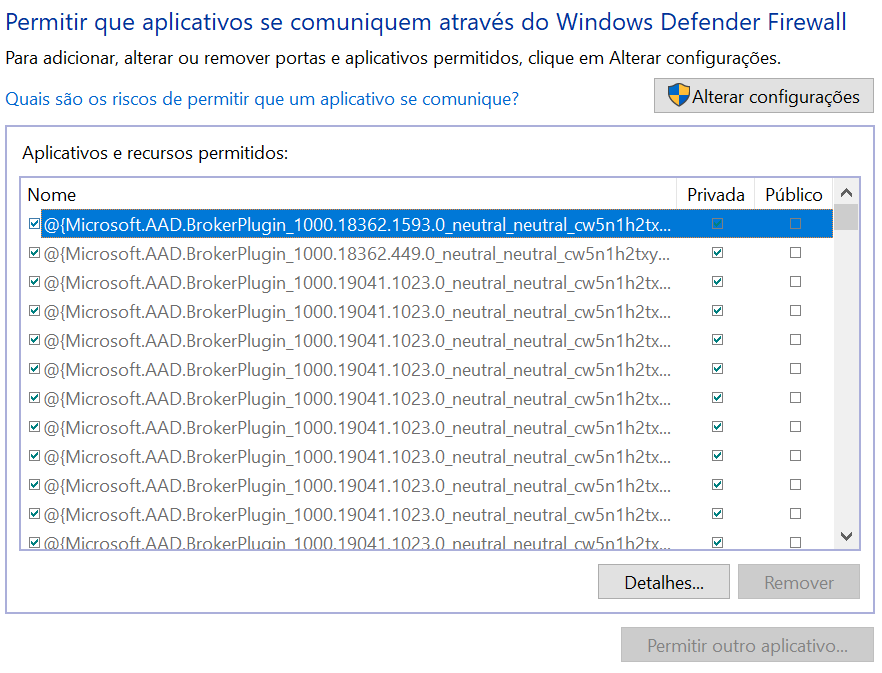 Permitir que aplicativos se comuniquem através do Windows Defender Firewall
Para adicionar, alterar ou remover portas e aplicativos permitidos, clique em Alterar configurações.
Quais são os riscos de permitir que um aplicativo se comunique?
Alterar configurações
Aplicativos e recursos permitidos:
Nome Privada Público
@{Microsoft.AAD.BrokerPlugin_1000.18362.1593.0_neutral_neutral_cw5n1h2tx...
@{Microsoft.AAD.BrokerPlugin_1000.18362.449.0_neutral_neutral_cw5n1h2txy...
@{Microsoft.AAD.BrokerPlugin_1000.19041.1023.0_neutral_neutral_cw5n1h2tx...
@{Microsoft.AAD.BrokerPlugin_1000.19041.1023.0_neutral_neutral_cw5n1h2tx...
@{Microsoft.AAD.BrokerPlugin_1000.19041.1023.0_neutral_neutral_cw5n1h2tx...
@{Microsoft.AAD.BrokerPlugin_1000.19041.1023.0_neutral_neutral_cw5n1h2tx...
@{Microsoft.AAD.BrokerPlugin_1000.19041.1023.0_neutral_neutral_cw5n1h2tx...
@{Microsoft.AAD.BrokerPlugin_1000.19041.1023.0_neutral_neutral_cw5n1h2tx...
@{Microsoft.AAD.BrokerPlugin_1000.19041.1023.0_neutral_neutral_cw5n1h2tx...
@{Microsoft.AAD.BrokerPlugin_1000.19041.1023.0_neutral_neutral_cw5n1h2tx...
@{Microsoft.AAD.BrokerPlugin_1000.19041.1023.0_neutral_neutral_cw5n1h2tx...
@{Microsoft.AAD.BrokerPlugin_1000.19041.1023.0_neutral_neutral_cw5n1h2tx...
Detalhes... Remover
Permitir outro aplicativo...